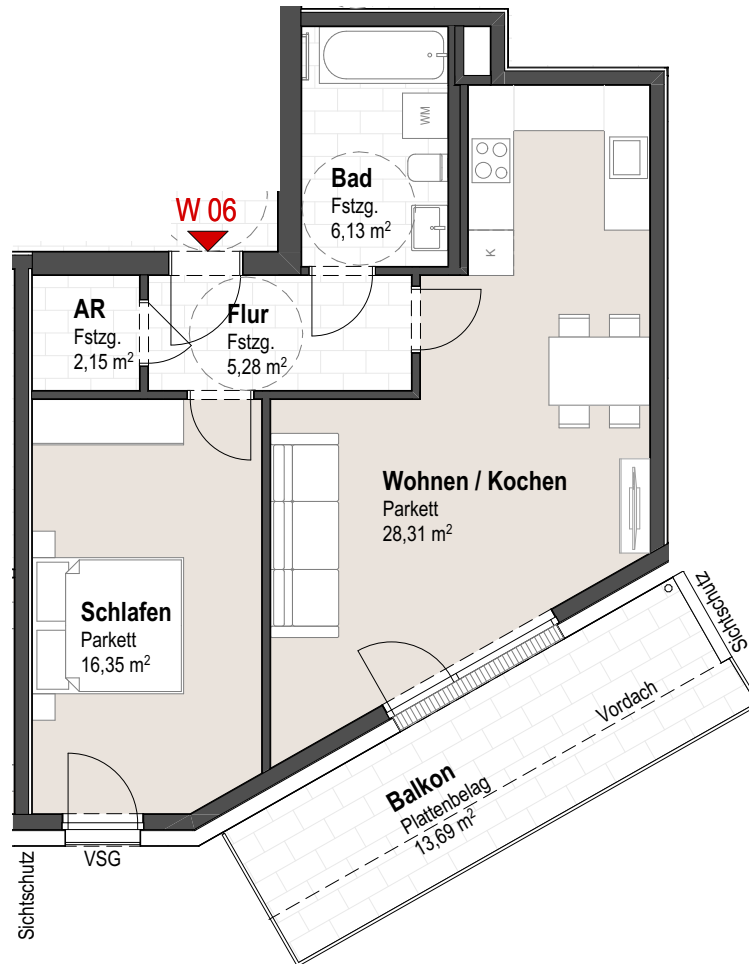 WM
Bad
Fstzg.
6,13 m²
W 06
K
AR
Fstzg.
2,15 m²
Flur
Fstzg.
5,28 m²
Wohnen / Kochen
Parkett
28,31 m²
Schlafen
Parkett
16,35 m²
Sichtschutz
Vordach
Balkon
Plattenbelag
13,69 m²
VSG
Sichtschutz